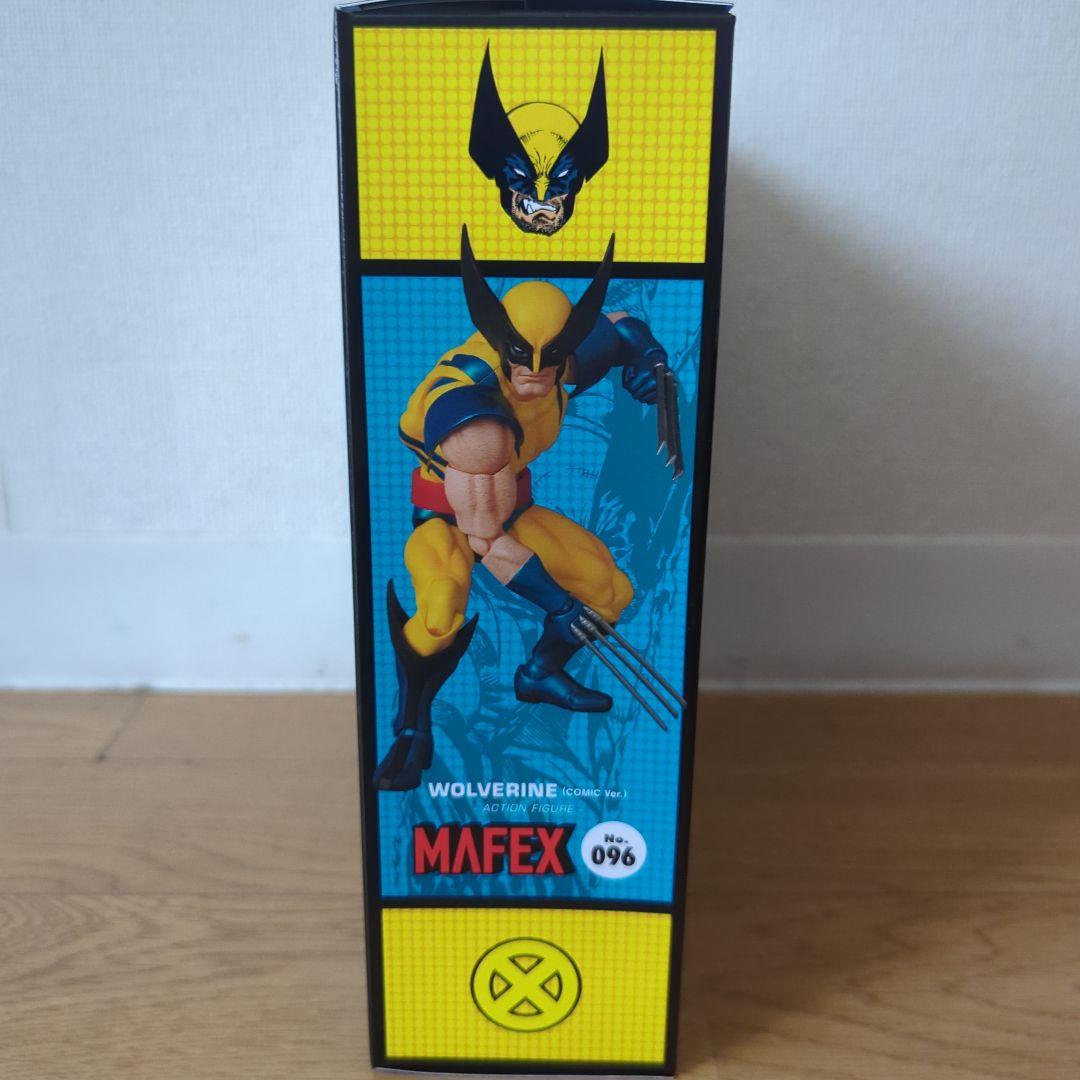 WOLVERINE (COMIC Ver.)
- ACTION FIGURE -
MAFEX No. 096